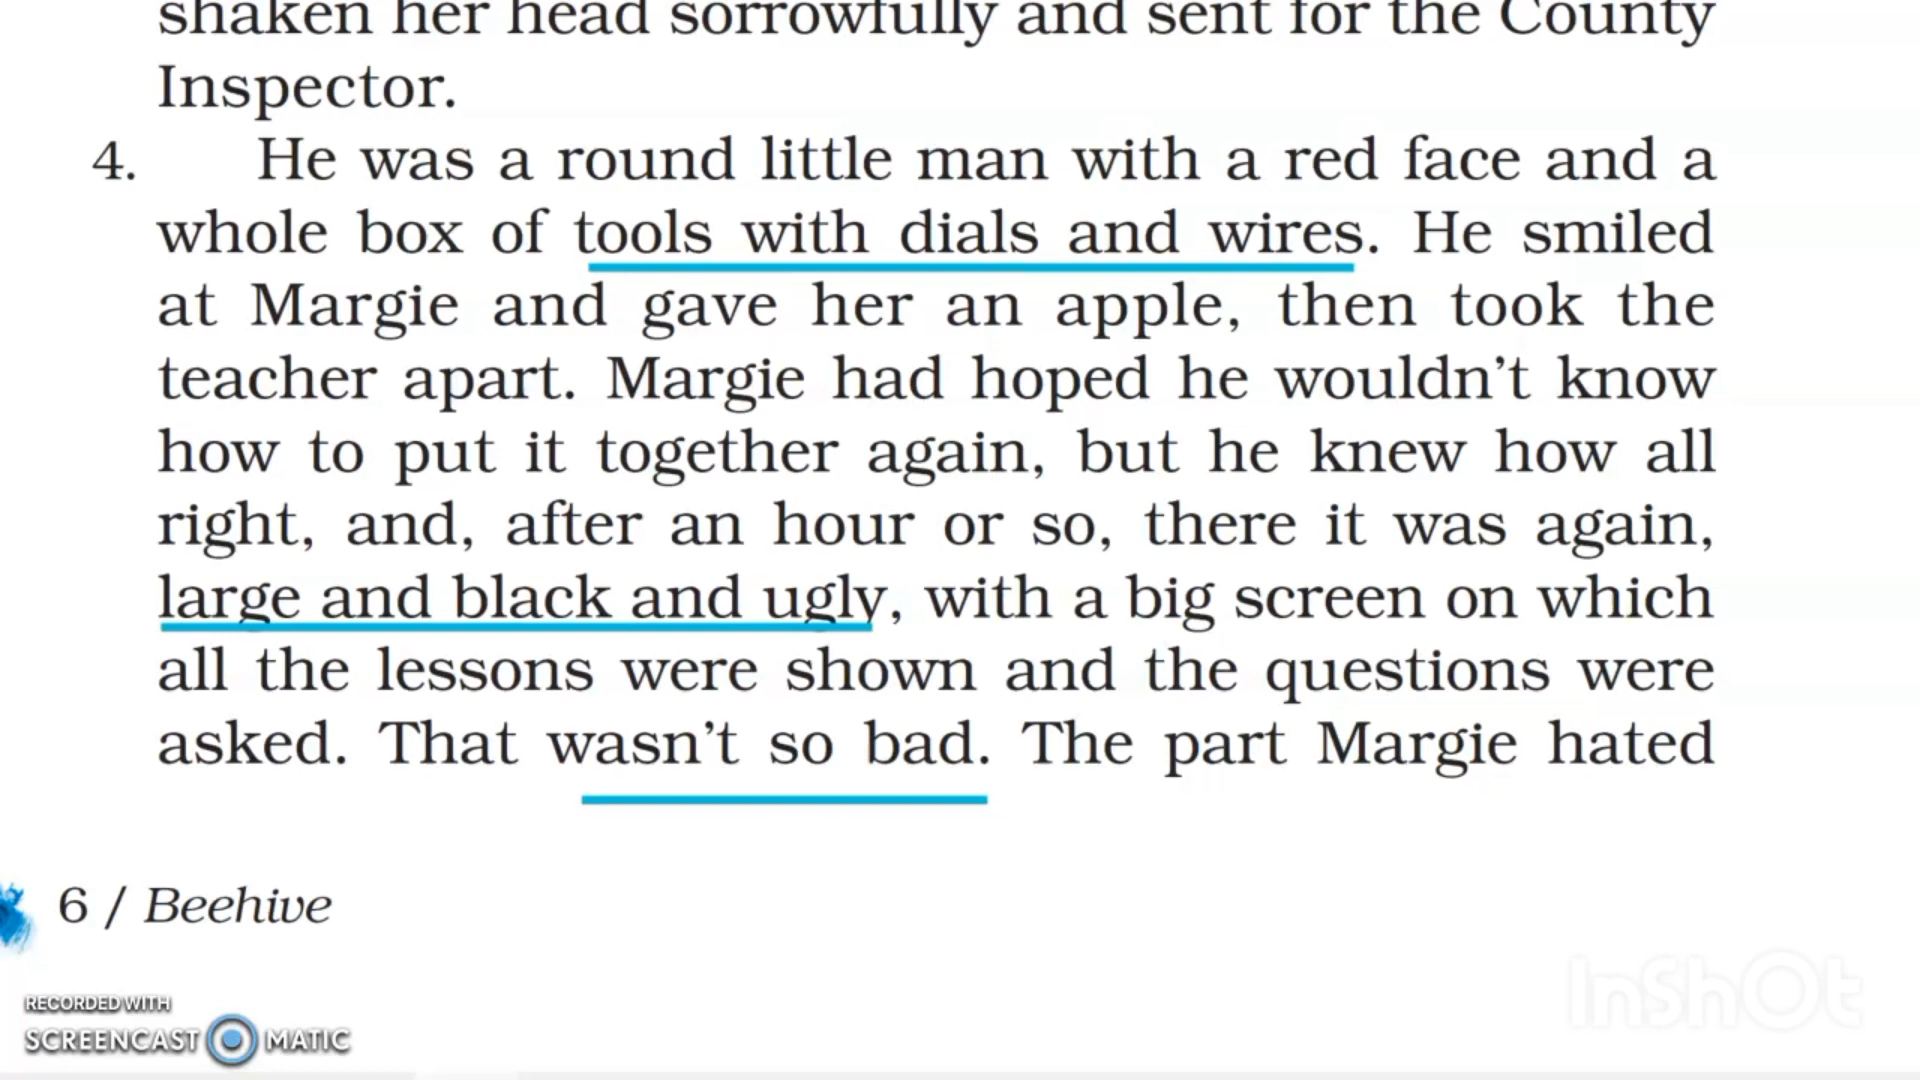 shaken her head sorrowfully and sent for the County
Inspector.
4. He was a round little man with a red face and a
whole box of tools with dials and wires. He smiled
at Margie and gave her an apple, then took the
teacher apart. Margie had hoped he wouldn’t know
how to put it together again, but he knew how all
right, and, after an hour or so, there it was again,
large and black and ugly, with a big screen on which
all the lessons were shown and the questions were
asked. That wasn’t so bad. The part Margie hated
6 / Beehive
RECORDED WITH
SCREENCAST MATIC
InShOt